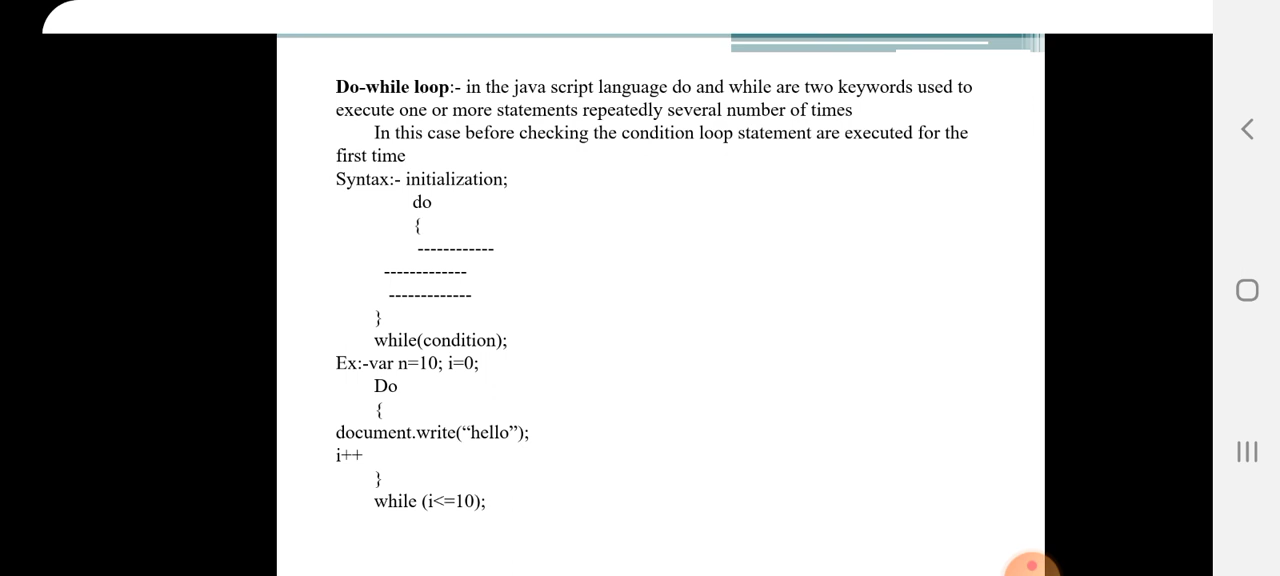 Do-while loop:- in the java script language do and while are two keywords used to
execute one or more statements repeatedly several number of times
In this case before checking the condition loop statement are executed for the
first time
Syntax:- initialization;
do
{
------------
-------------
-------------
}
while(condition);
Ex:-var n=10; i=0;
Do
{
document.write(“hello”);
i++
}
while (i<=10);